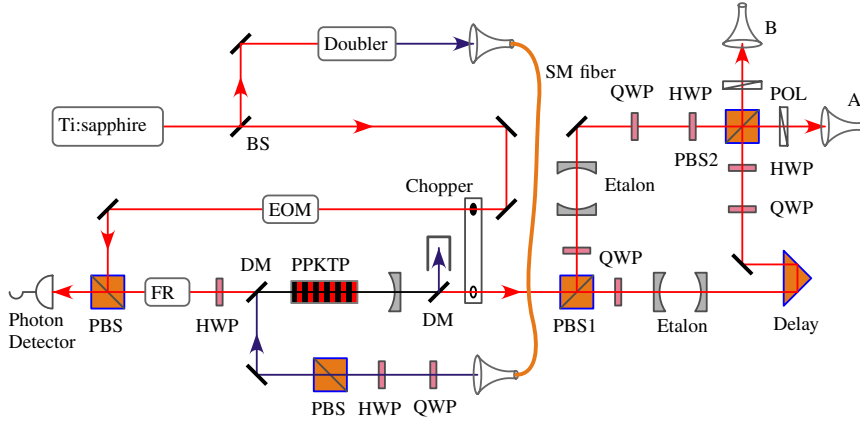 B
Doubler
SM fiber
QWP
HWP
POL
A
Ti:sapphire
BS
PBS2
HWP
Chopper
Etalon
EOM
QWP
DM
PPKTP
QWP
FR
Photon
Detector
PBS
HWP
DM
PBS1
Etalon
Delay
PBS
HWP
QWP